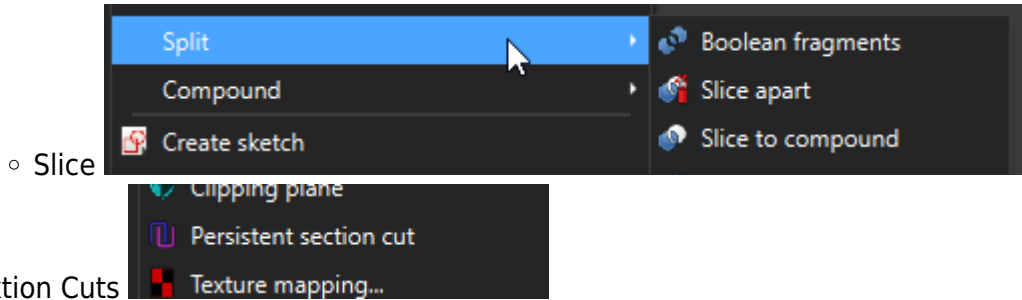 Split
Boolean fragments
Compound
Slice apart
Create sketch
Slice to compound
Slice
Clipping plane
Persistent section cut
Cuts
Texture mapping...